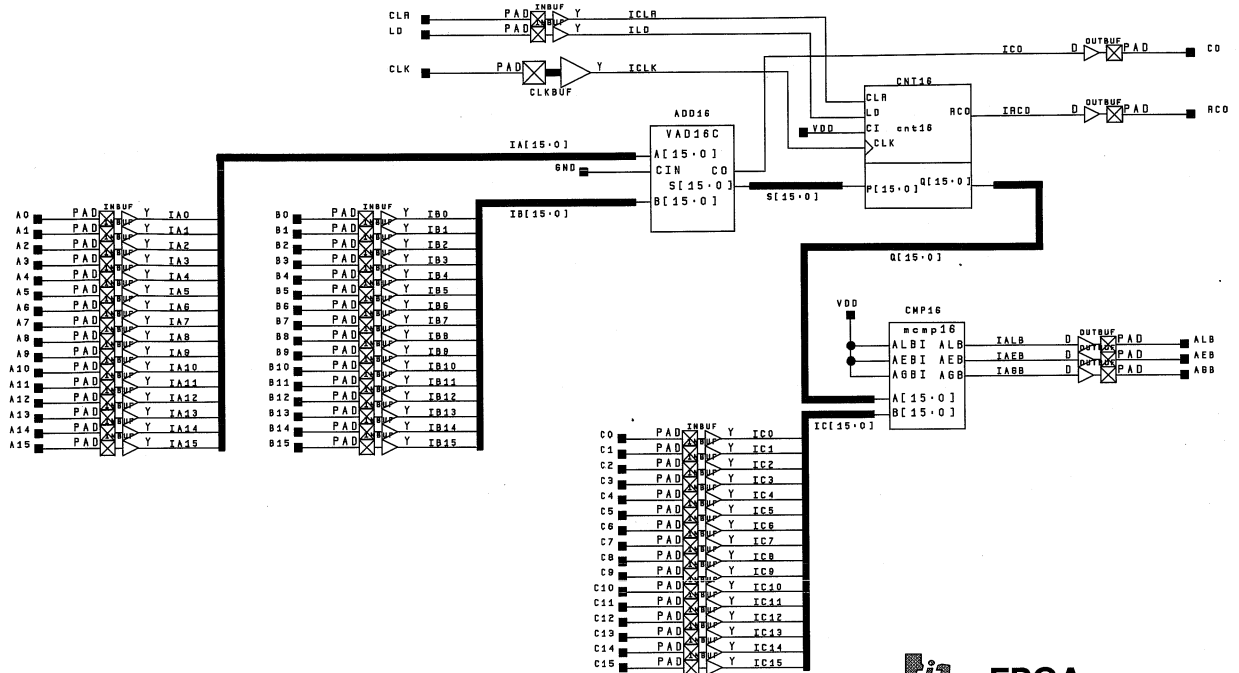 CLR PAD INBUF Y ICLR
LD PAD INBUF Y ILD
CLK PAD Y ICLK
CLKBUF
ICO D OUTBUF PAD CO
CNT16
CLR
LD RCO
CI cnt16
CLK
VDD
P[15:0] Q[15:0]
IRCO D OUTBUF PAD RCO
ADD16
VAD16C
A[15:0]
CIN CO
S[15:0]
B[15:0]
IA[15:0]
GND
IB[15:0]
S[15:0]
Q[15:0]
INBUF
A0 PAD Y IA0
A1 PAD Y IA1
A2 PAD Y IA2
A3 PAD Y IA3
A4 PAD Y IA4
A5 PAD Y IA5
A6 PAD Y IA6
A7 PAD Y IA7
A8 PAD Y IA8
A9 PAD Y IA9
A10 PAD Y IA10
A11 PAD Y IA11
A12 PAD Y IA12
A13 PAD Y IA13
A14 PAD Y IA14
A15 PAD Y IA15
INBUF
B0 PAD Y IB0
B1 PAD Y IB1
B2 PAD Y IB2
B3 PAD Y IB3
B4 PAD Y IB4
B5 PAD Y IB5
B6 PAD Y IB6
B7 PAD Y IB7
B8 PAD Y IB8
B9 PAD Y IB9
B10 PAD Y IB10
B11 PAD Y IB11
B12 PAD Y IB12
B13 PAD Y IB13
B14 PAD Y IB14
B15 PAD Y IB15
VDD
CMP16
mcmp16
ALBI ALB
AEBI AEB
AGBI AGB
A[15:0]
B[15:0]
IC[15:0]
OUTBUF
IALB D PAD ALB
IAEB D PAD AEB
IAGB D PAD AGB
INBUF
C0 PAD Y IC0
C1 PAD Y IC1
C2 PAD Y IC2
C3 PAD Y IC3
C4 PAD Y IC4
C5 PAD Y IC5
C6 PAD Y IC6
C7 PAD Y IC7
C8 PAD Y IC8
C9 PAD Y IC9
C10 PAD Y IC10
C11 PAD Y IC11
C12 PAD Y IC12
C13 PAD Y IC13
C14 PAD Y IC14
C15 PAD Y IC15